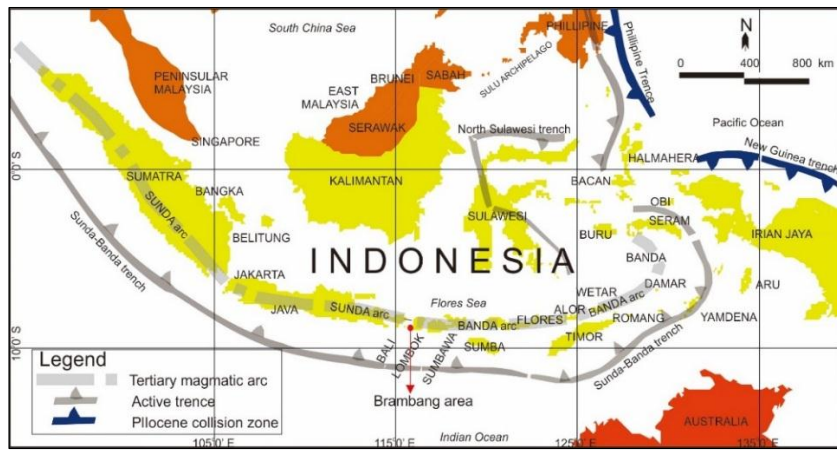 South China Sea
PHILLIPINE
N
0 400 800 km
Phillipine Trence
SULU ARCHIPELAGO
PENINSULAR
MALAYSIA
BRUNEI
SABAH
EAST
MALAYSIA
SERAWAK
Pacific Ocean
SINGAPORE
North Sulawesi trench
HALMAHERA
New Guinea trench
0°0'S
SUMATRA
BANGKA
KALIMANTAN
BACAN
OBI
SUNDA arc
SULAWESI
BURU
SERAM
IRIAN JAYA
BELITUNG
Sunda-Banda trench
INDONESIA
BANDA
JAKARTA
WETAR
DAMAR
ARU
JAVA
SUNDA arc
Flores Sea
ALOR
BANDA arc
BANDA arc
FLORES
ROMANG
YAMDENA
10°0'S
BALI
LOMBOK
SUMBAWA
SUMBA
TIMOR
Sunda-Banda trench
Legend
Tertiary magmatic arc
Active trence
Pliocene collision zone
Brambang area
AUSTRALIA
Indian Ocean
105°0' E
115°0' E
125°0' E
135°0' E